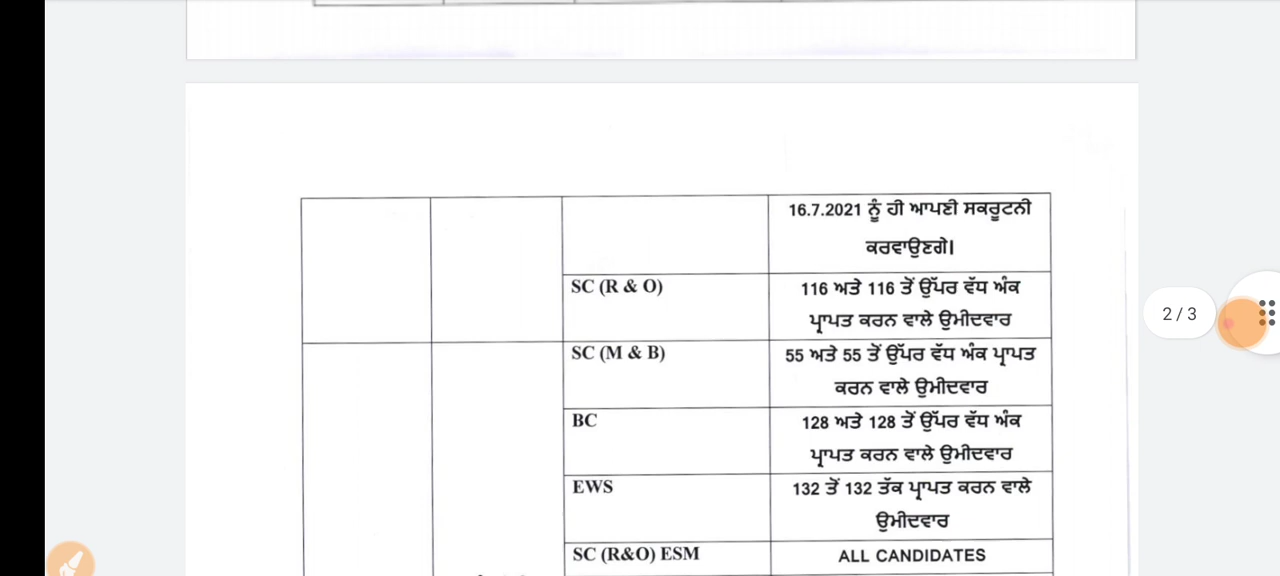 16.7.2021 ਨੂੰ ਹੀ ਆਪਣੀ ਸਕਰੂਟਨੀ
ਕਰਵਾਉਣਗੇ।
SC (R & O)
116 ਅਤੇ 116 ਤੋਂ ਉੱਪਰ ਵੱਧ ਅੰਕ
ਪ੍ਰਾਪਤ ਕਰਨ ਵਾਲੇ ਉਮੀਦਵਾਰ
2 / 3
SC (M & B)
55 ਅਤੇ 55 ਤੋਂ ਉੱਪਰ ਵੱਧ ਅੰਕ ਪ੍ਰਾਪਤ
ਕਰਨ ਵਾਲੇ ਉਮੀਦਵਾਰ
BC
128 ਅਤੇ 128 ਤੋਂ ਉੱਪਰ ਵੱਧ ਅੰਕ
ਪ੍ਰਾਪਤ ਕਰਨ ਵਾਲੇ ਉਮੀਦਵਾਰ
EWS
132 ਤੋਂ 132 ਤੱਕ ਪ੍ਰਾਪਤ ਕਰਨ ਵਾਲੇ
ਉਮੀਦਵਾਰ
SC (R&O) ESM
ALL CANDIDATES